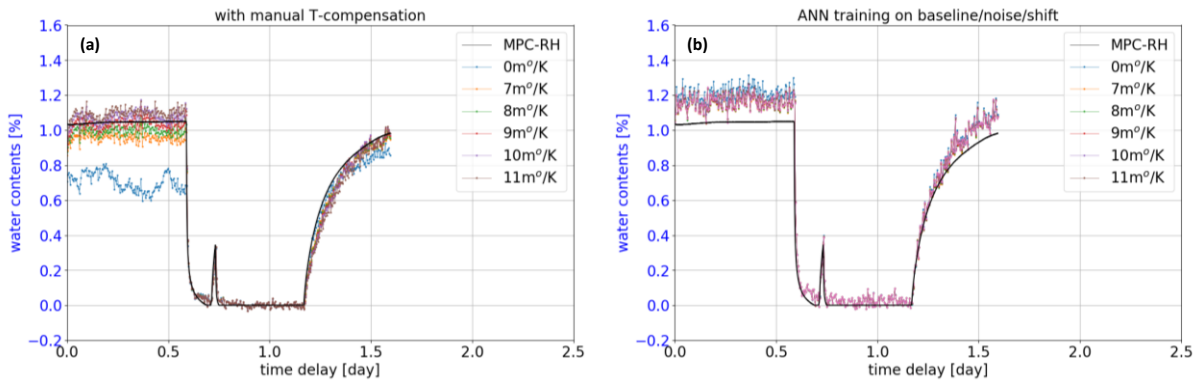 with manual T-compensation
(a)
MPC-RH
0m°/K
7m°/K
8m°/K
9m°/K
10m°/K
11m°/K
1.6
1.4
1.2
1.0
0.8
0.6
0.4
0.2
0.0
−0.2
water contents [%]
0.0 0.5 1.0 1.5 2.0 2.5
time delay [day]
ANN training on baseline/noise/shift
(b)
MPC-RH
0m°/K
7m°/K
8m°/K
9m°/K
10m°/K
11m°/K
1.6
1.4
1.2
1.0
0.8
0.6
0.4
0.2
0.0
−0.2
water contents [%]
0.0 0.5 1.0 1.5 2.0 2.5
time delay [day]